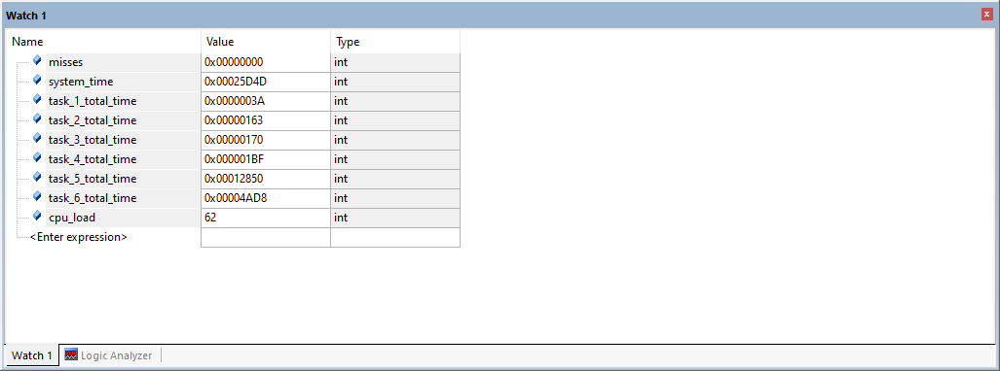 Watch 1
Name Value Type
misses 0x00000000 int
system_time 0x00025D4D int
task_1_total_time 0x0000003A int
task_2_total_time 0x00000163 int
task_3_total_time 0x00000170 int
task_4_total_time 0x000001BF int
task_5_total_time 0x00012850 int
task_6_total_time 0x00004AD8 int
cpu_load 62 int
<Enter expression>
Watch 1 Logic Analyzer